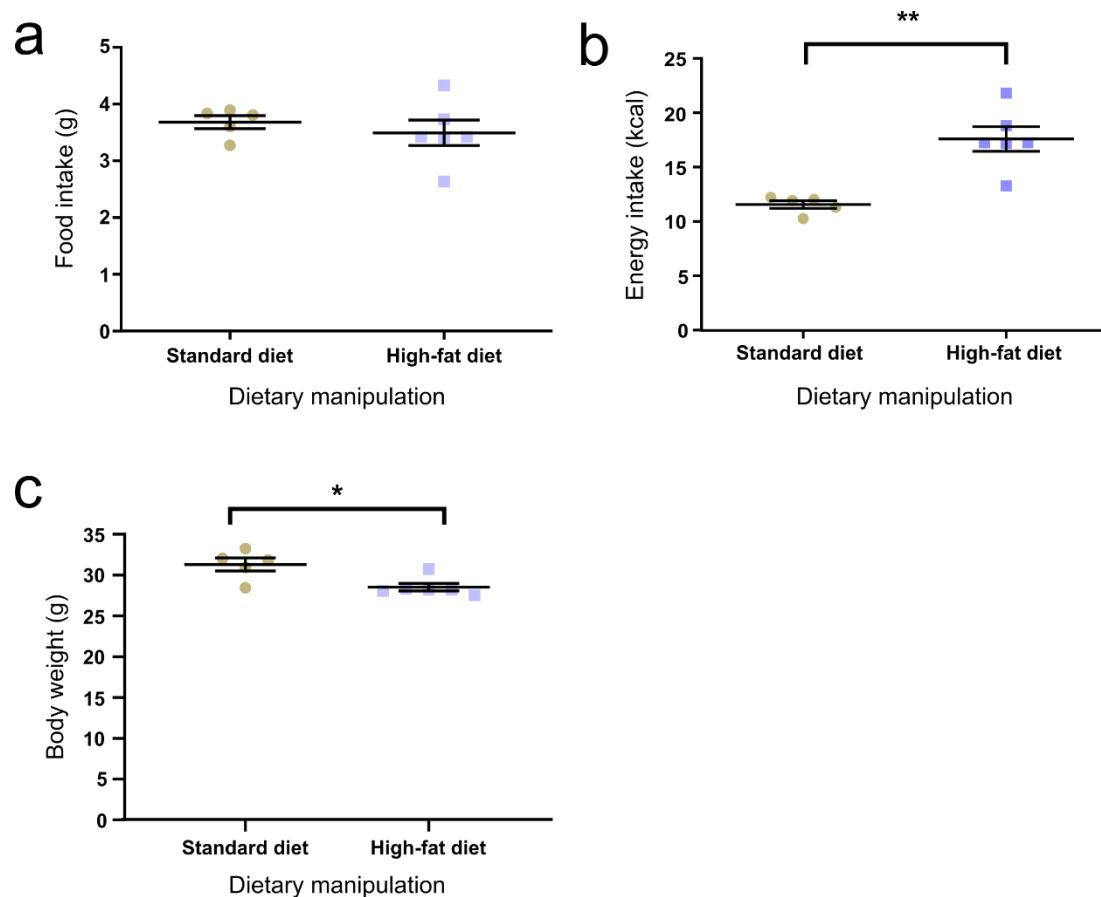 a
Food intake (g)
5
4
3
2
1
0
Standard diet High-fat diet
Dietary manipulation
b
**
Energy intake (kcal)
25
20
15
10
5
0
Standard diet High-fat diet
Dietary manipulation
c
*
Body weight (g)
35
30
25
20
15
10
5
0
Standard diet High-fat diet
Dietary manipulation